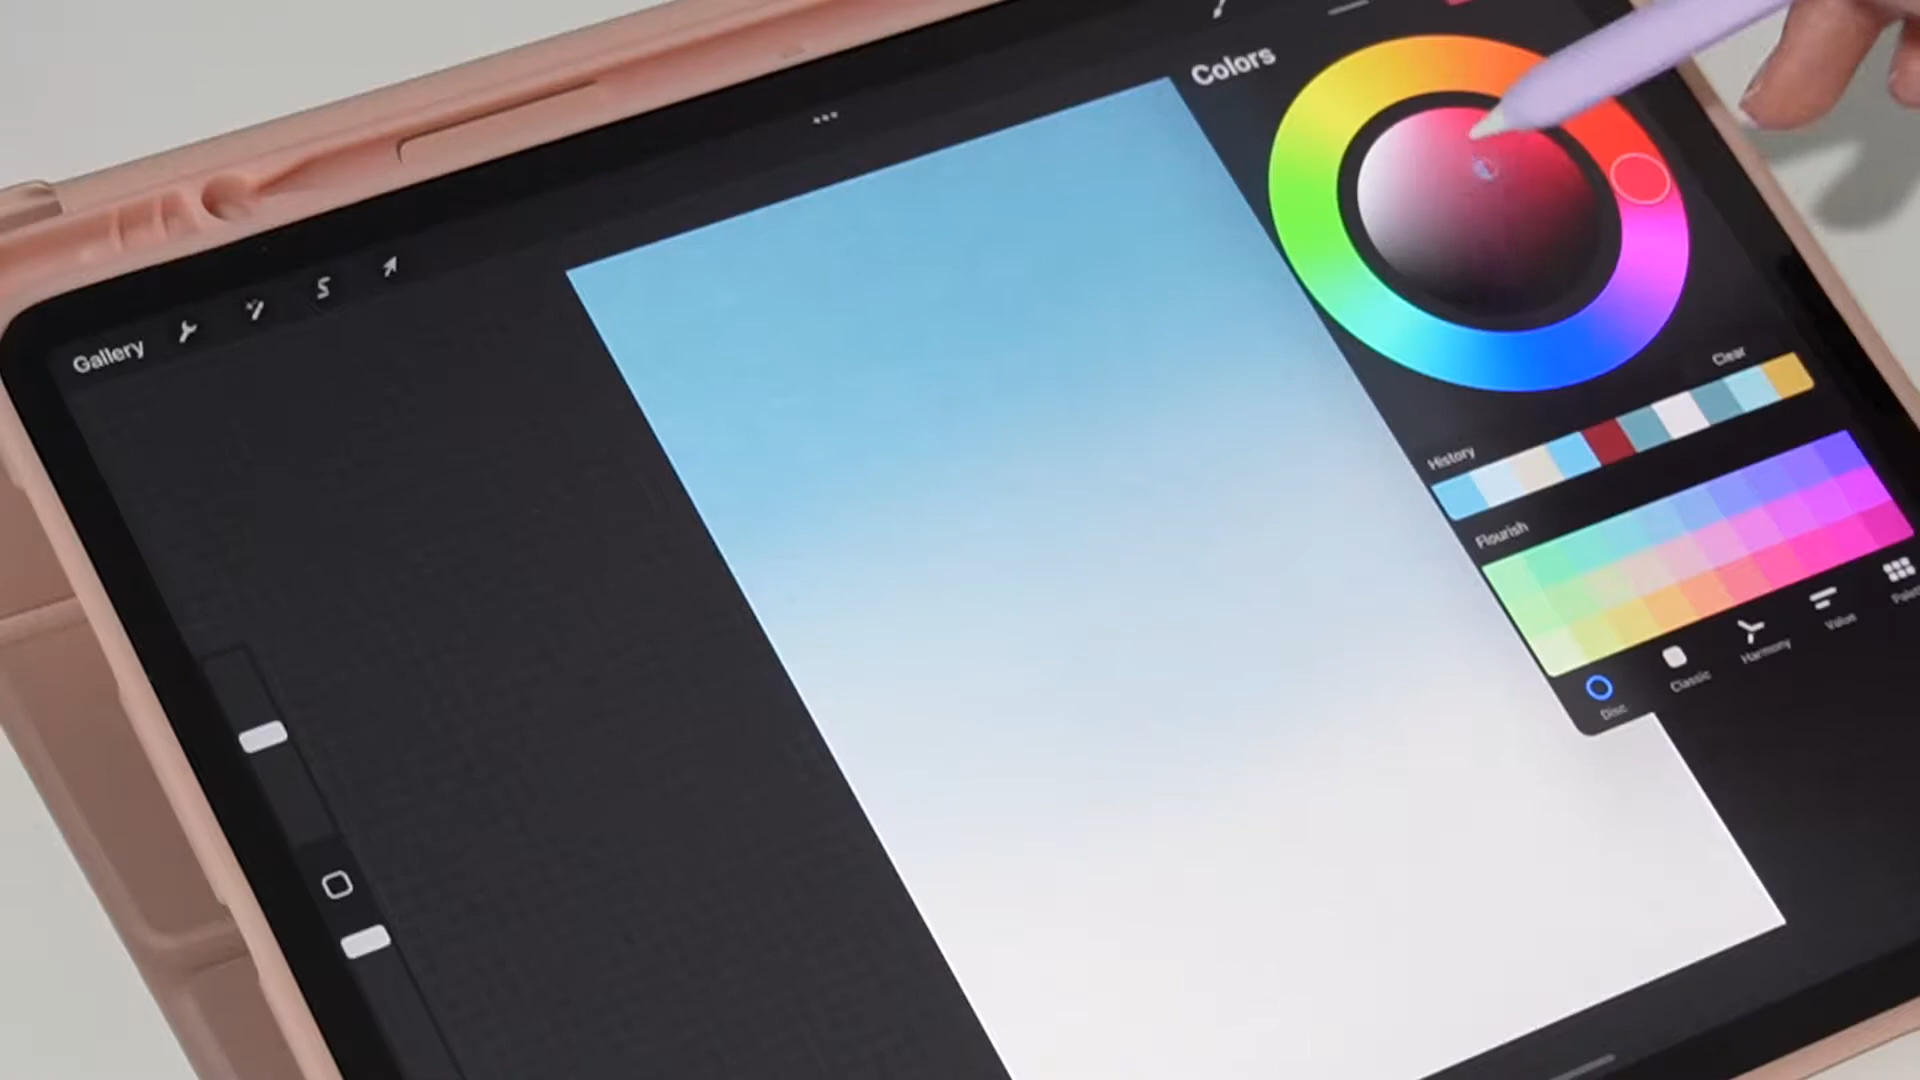 Colors
Gallery
Clear
History
Flourish
Disc
Classic
Harmony
Value